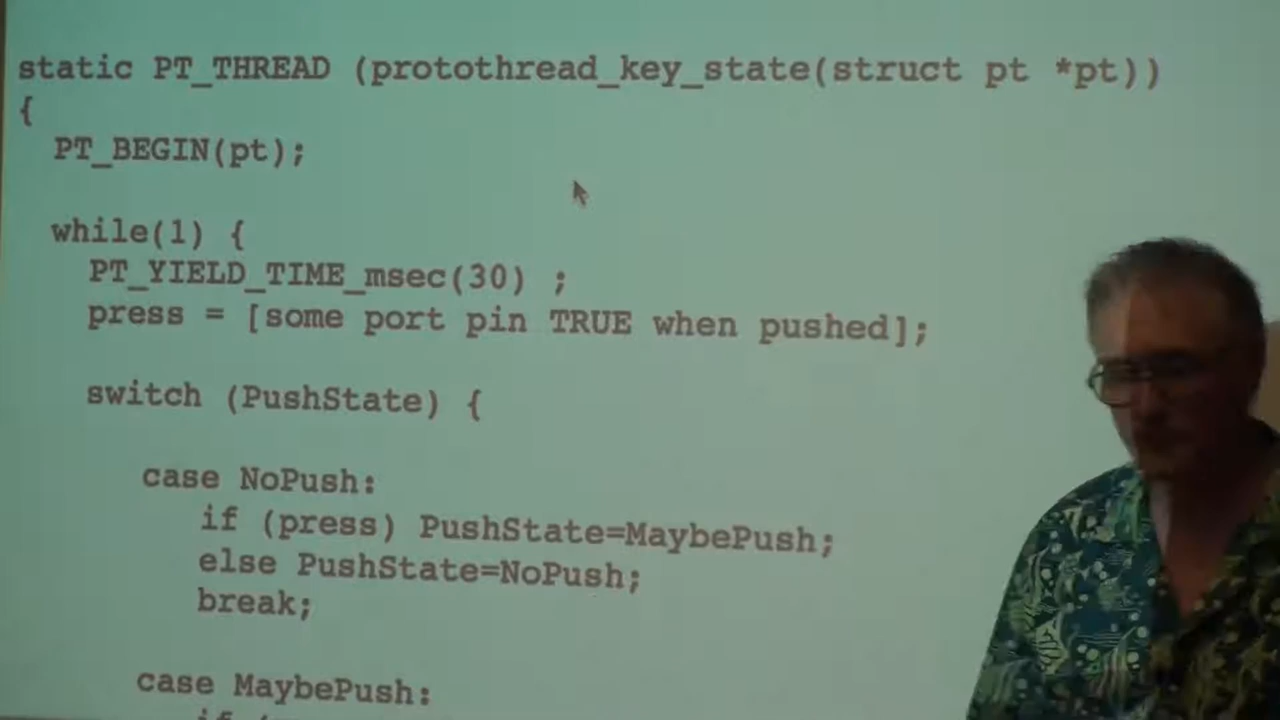 static PT_THREAD (protothread_key_state(struct pt *pt))
{
PT_BEGIN(pt);
while(1) {
PT_YIELD_TIME_msec(30) ;
press = [some port pin TRUE when pushed];
switch (PushState) {
case NoPush:
if (press) PushState=MaybePush;
else PushState=NoPush;
break;
case MaybePush:
if (